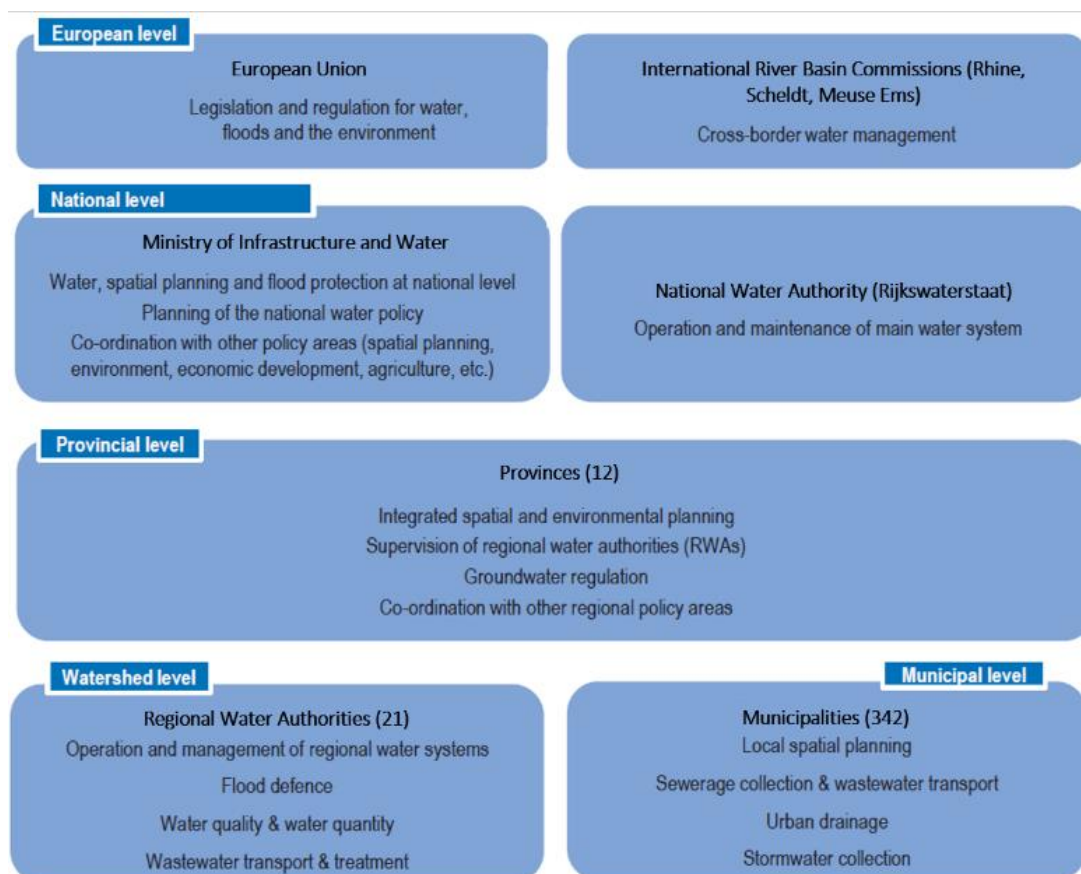 European level
European Union
Legislation and regulation for water,
floods and the environment
International River Basin Commissions (Rhine,
Scheldt, Meuse Ems)
Cross-border water management
National level
Ministry of Infrastructure and Water
Water, spatial planning and flood protection at national level
Planning of the national water policy
Co-ordination with other policy areas (spatial planning,
environment, economic development, agriculture, etc.)
National Water Authority (Rijkswaterstaat)
Operation and maintenance of main water system
Provincial level
Provinces (12)
Integrated spatial and environmental planning
Supervision of regional water authorities (RWAs)
Groundwater regulation
Co-ordination with other regional policy areas
Watershed level
Regional Water Authorities (21)
Operation and management of regional water systems
Flood defence
Water quality & water quantity
Wastewater transport & treatment
Municipal level
Municipalities (342)
Local spatial planning
Sewerage collection & wastewater transport
Urban drainage
Stormwater collection